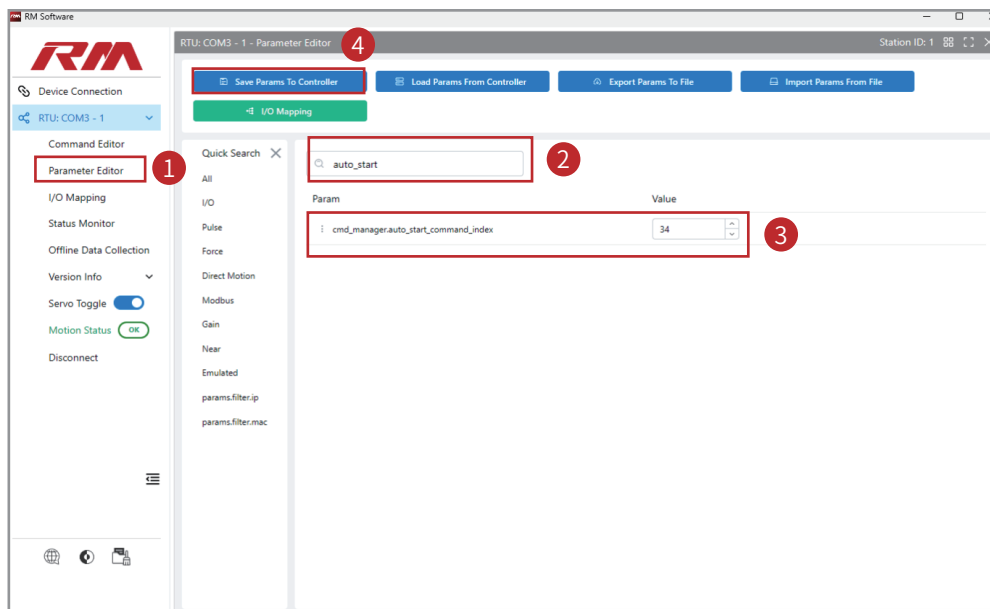 RM Software
RM
Device Connection
RTU: COM3 - 1
Command Editor
Parameter Editor
1
I/O Mapping
Status Monitor
Offline Data Collection
Version Info
Servo Toggle
Motion Status OK
Disconnect
RTU: COM3 - 1 - Parameter Editor
4
Station ID: 1
Save Params To Controller
Load Params From Controller
Export Params To File
Import Params From File
I/O Mapping
Quick Search
All
I/O
Pulse
Force
Direct Motion
Modbus
Gain
Near
Emulated
params.filter.ip
params.filter.mac
auto_start
2
Param Value
cmd_manager.auto_start_command_index 34
3